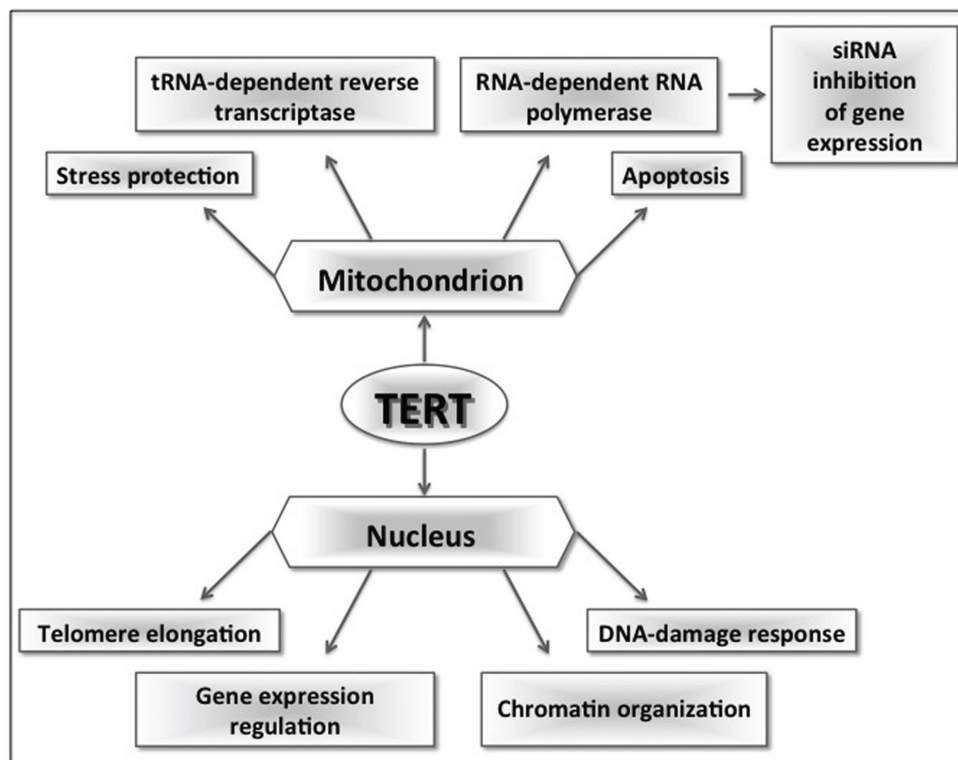 siRNA
inhibition
of gene
expression
tRNA-dependent reverse
transcriptase
RNA-dependent RNA
polymerase
Stress protection
Apoptosis
Mitochondrion
TERT
Nucleus
Telomere elongation
DNA-damage response
Gene expression
regulation
Chromatin organization